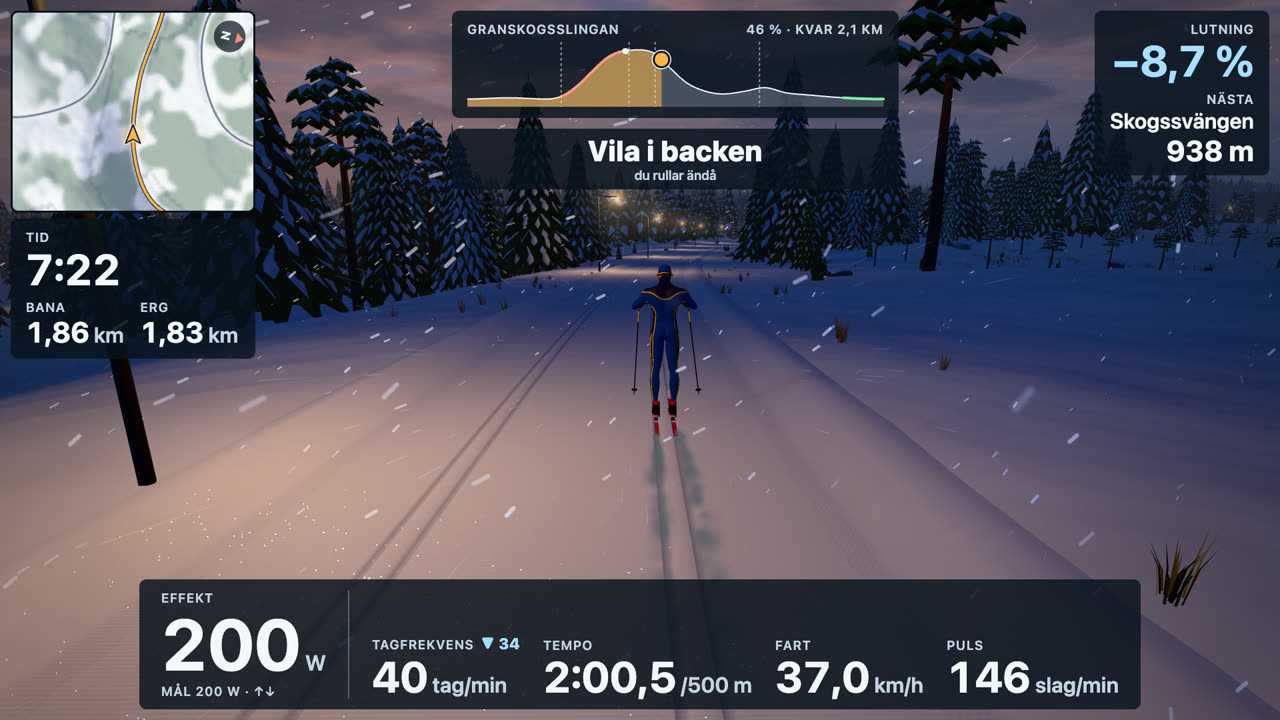 N
GRANSKOGSSLINGAN
46 % · KVAR 2,1 KM
LUTNING
−8,7 %
NÄSTA
Skogssvängen
938 m
Vila i backen
du rullar ändå
TID
7:22
BANA
1,86 km
ERG
1,83 km
EFFEKT
200 W
MÅL 200 W · ↑↓
TAGFREKVENS ▼ 34
40 tag/min
TEMPO
2:00,5 /500 m
FART
37,0 km/h
PULS
146 slag/min